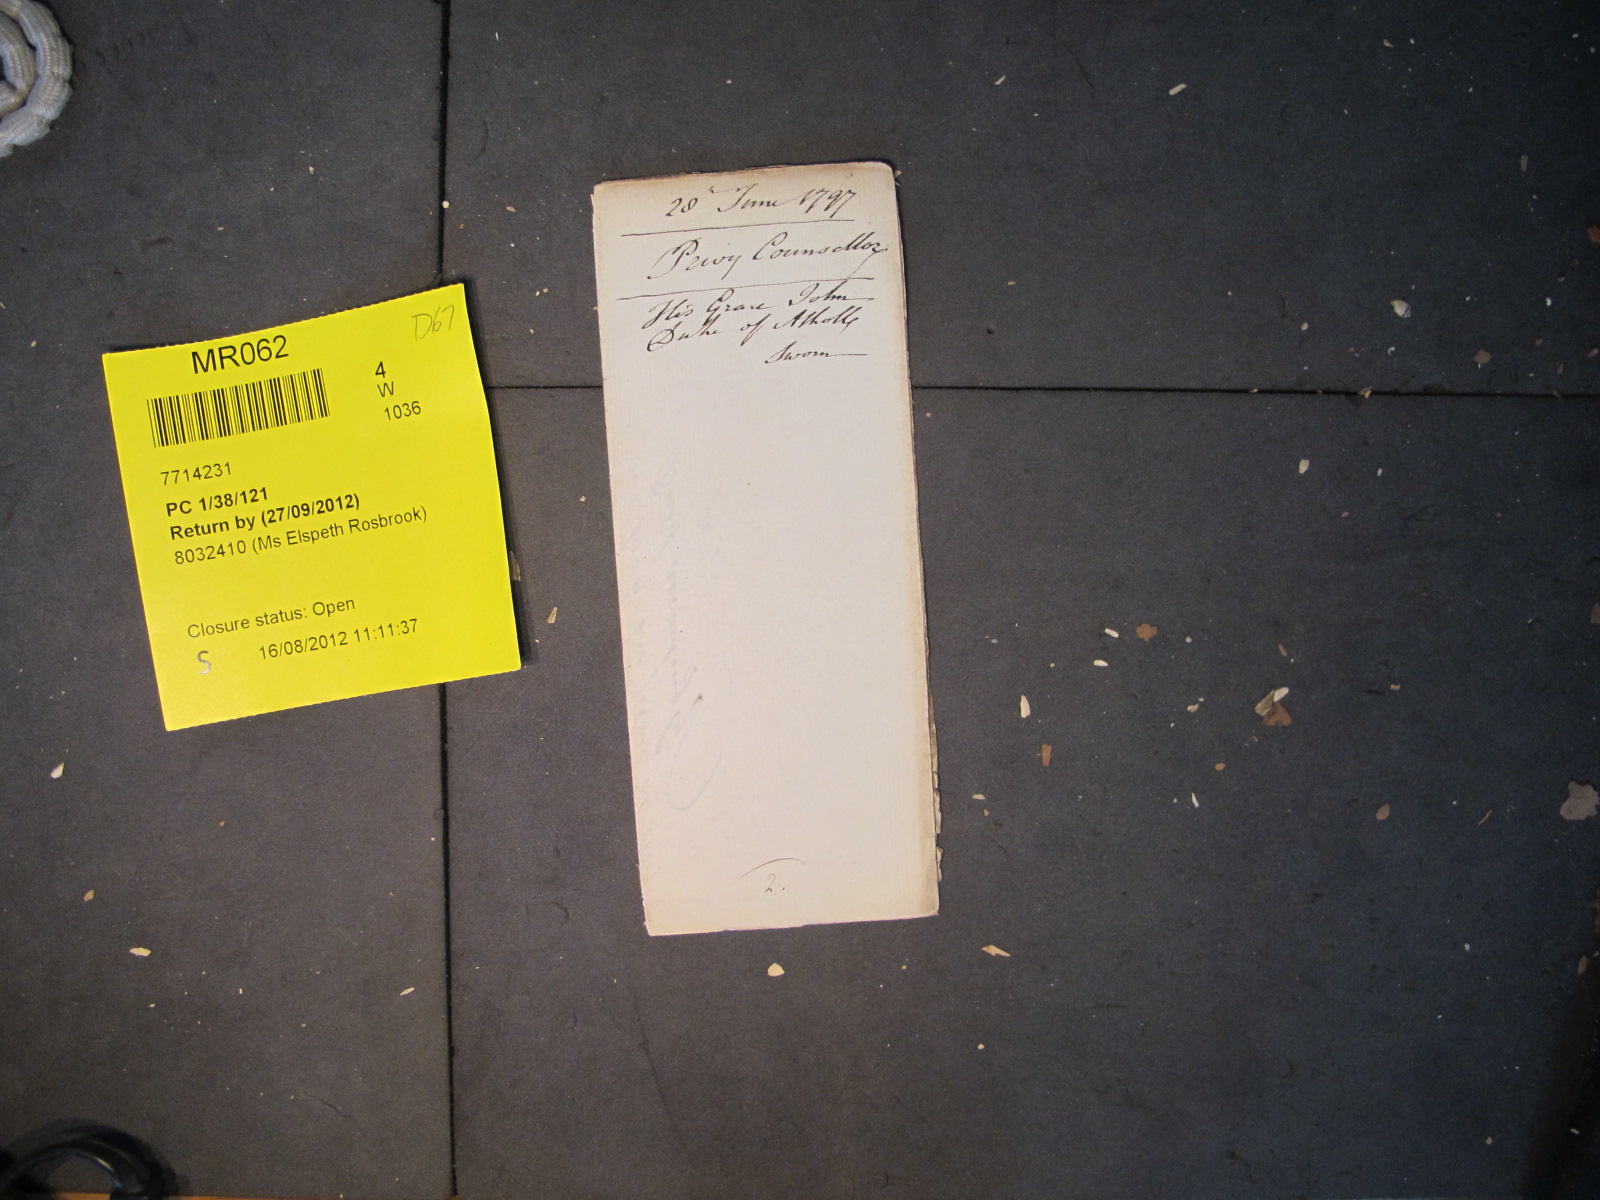 MR062
D67
4
W
1036
7714231
PC 1/38/121
Return by (27/09/2012)
8032410 (Ms Elspeth Rosbrook)
Closure status: Open
S
16/08/2012 11:11:37
28th June 1797
Privy Counsellor
His Grace John
Duke of Atholl
Sworn
2.